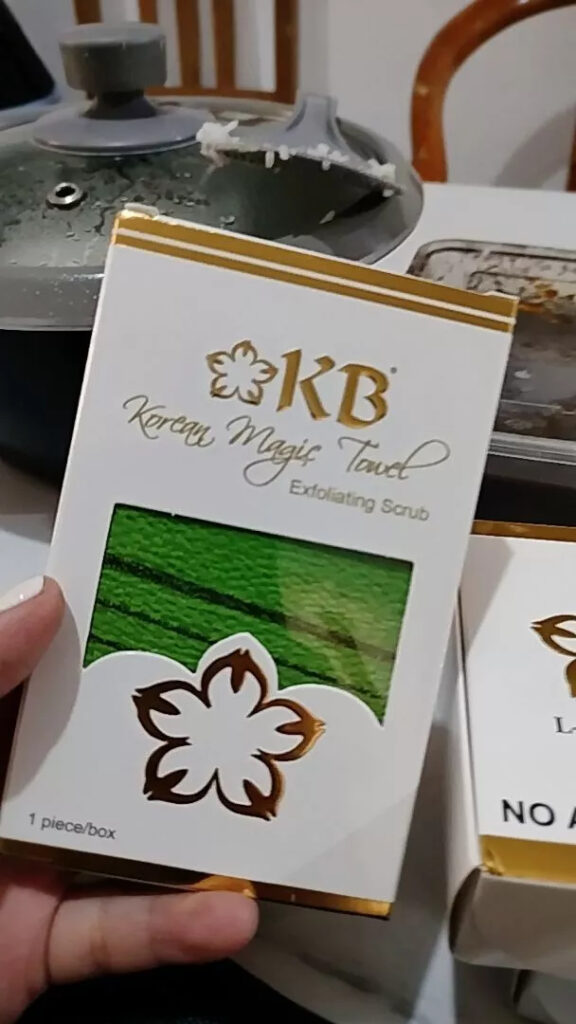 KB
Korean Magic Towel
Exfoliating Scrub
1 piece/box
L-
NO